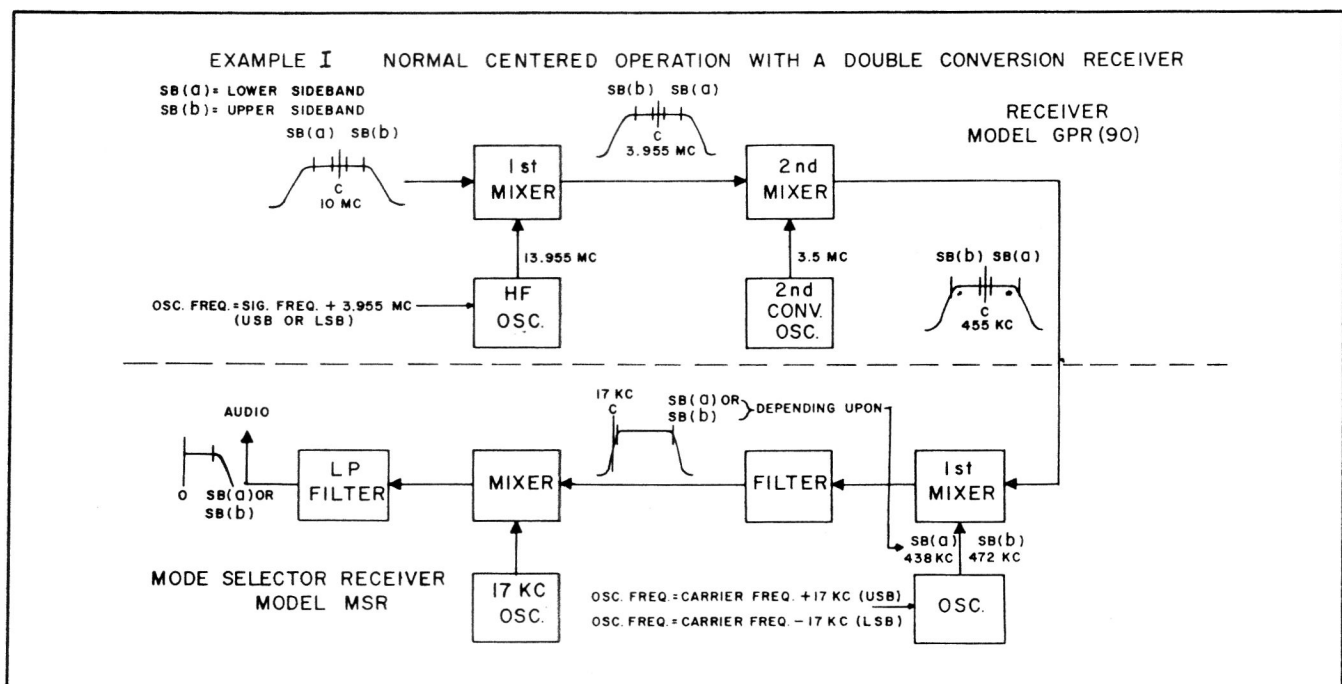 EXAMPLE I NORMAL CENTERED OPERATION WITH A DOUBLE CONVERSION RECEIVER
SB(a)= LOWER SIDEBAND
SB(b)= UPPER SIDEBAND
SB(a) SB(b)
C
10 MC
1st
MIXER
SB(b) SB(a)
C
3.955 MC
2nd
MIXER
RECEIVER
MODEL GPR (90)
13.955 MC
3.5 MC
OSC. FREQ.=SIG. FREQ. + 3.955 MC
(USB OR LSB)
HF
OSC.
2nd
CONV.
OSC.
SB(b) SB(a)
C
455 KC
AUDIO
O
SB(a)OR
SB(b)
LP
FILTER
MIXER
17 KC
C
SB(a)OR
SB(b)
DEPENDING UPON
FILTER
1st
MIXER
SB(a)
438 KC
SB(b)
472 KC
MODE SELECTOR RECEIVER
MODEL MSR
17 KC
OSC.
OSC. FREQ.=CARRIER FREQ. +17 KC (USB)
OSC. FREQ.=CARRIER FREQ.-17 KC (LSB)
OSC.